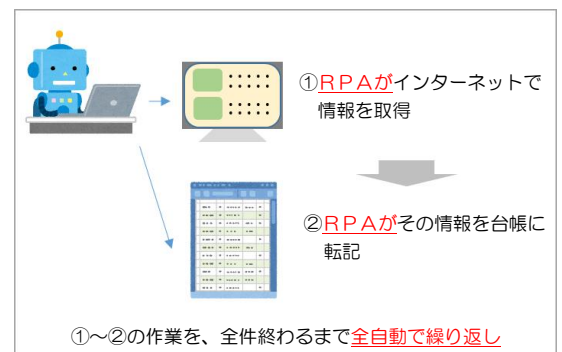 ①ＲＰＡがインターネットで
情報を取得
②ＲＰＡがその情報を台帳に
転記
①～②の作業を、全件終わるまで全自動で繰り返し